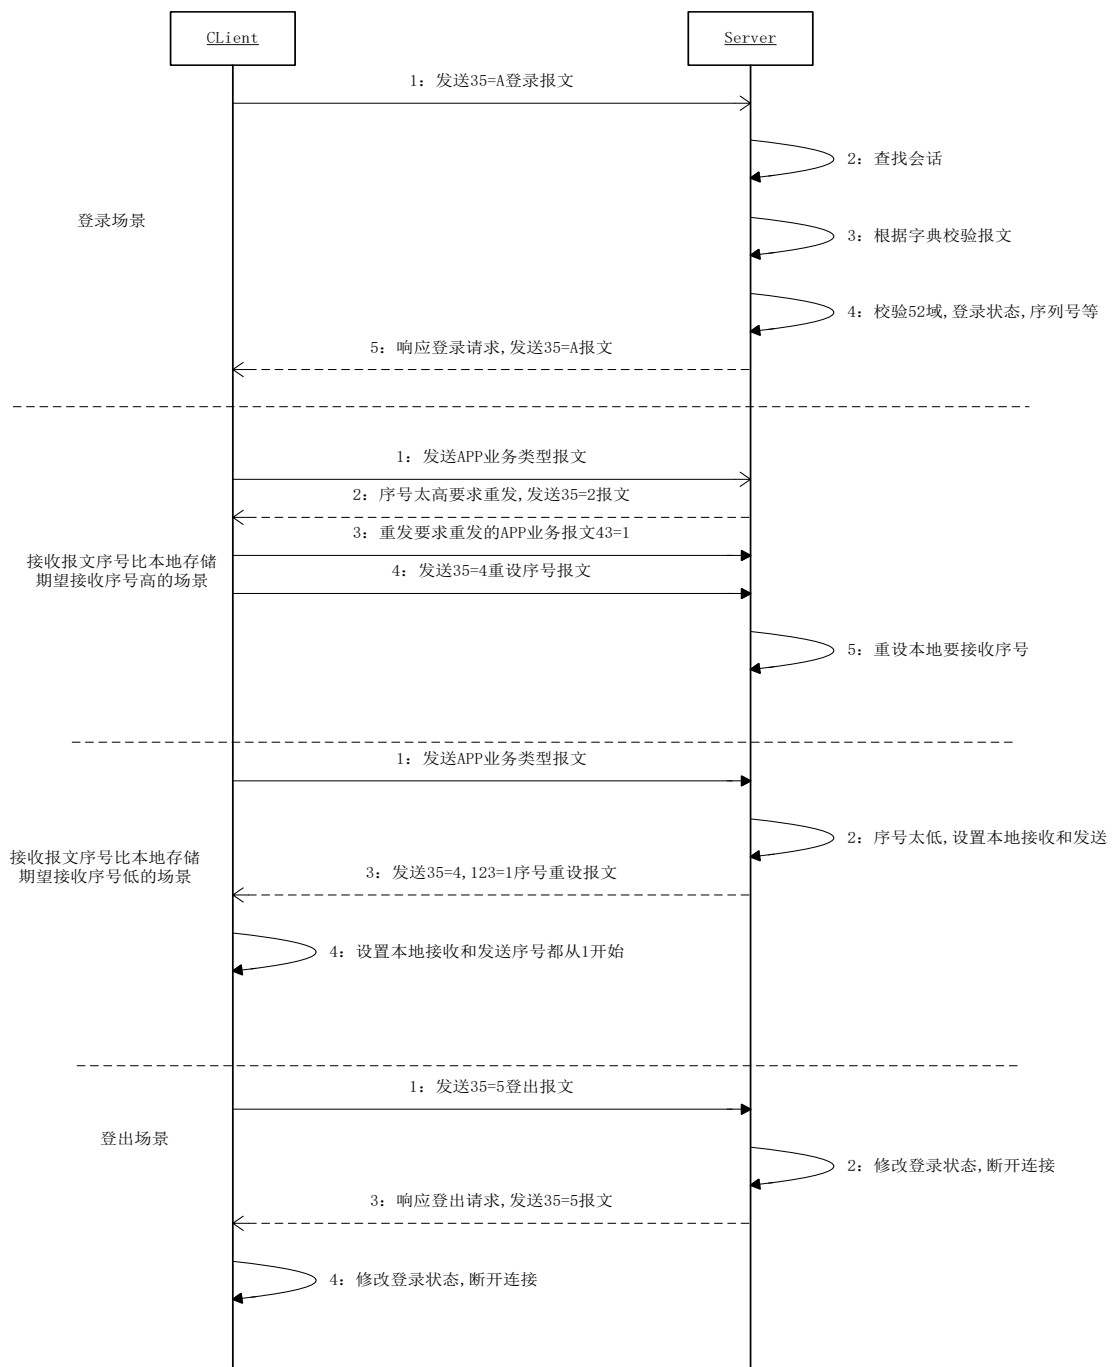 CLient
Server
1: 发送35=A登录报文
2: 查找会话
登录场景
3: 根据字典校验报文
4: 校验52域,登录状态,序列号等
5: 响应登录请求,发送35=A报文
1: 发送APP业务类型报文
2: 序号太高要求重发,发送35=2报文
3: 重发要求重发的APP业务报文43=1
接收报文序号比本地存储
期望接收序号高的场景
4: 发送35=4重设序号报文
5: 重设本地要接收序号
1: 发送APP业务类型报文
2: 序号太低,设置本地接收和发送
接收报文序号比本地存储
期望接收序号低的场景
3: 发送35=4,123=1序号重设报文
4: 设置本地接收和发送序号都从1开始
1: 发送35=5登出报文
登出场景
2: 修改登录状态,断开连接
3: 响应登出请求,发送35=5报文
4: 修改登录状态,断开连接